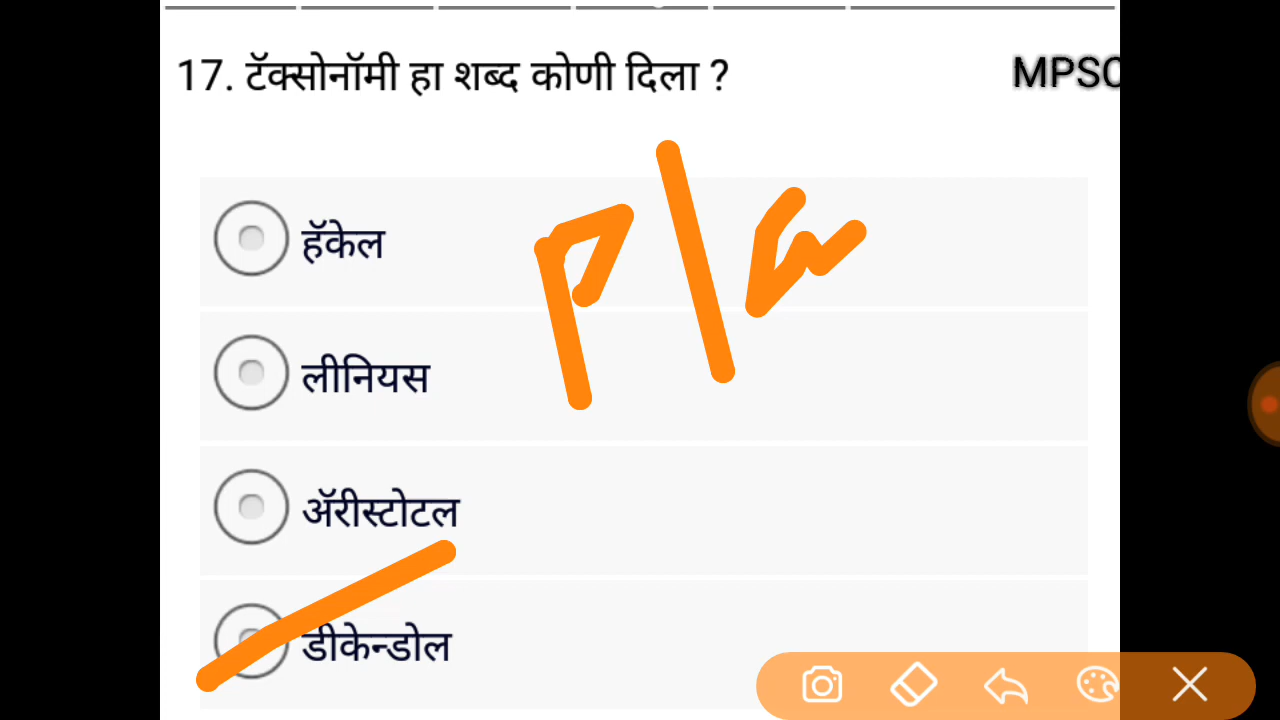 17. टॅक्सोनॉमी हा शब्द कोणी दिला ?
MPSC
हॅकेल
लीनियस
ॲरीस्टोटल
डीकेन्डोल